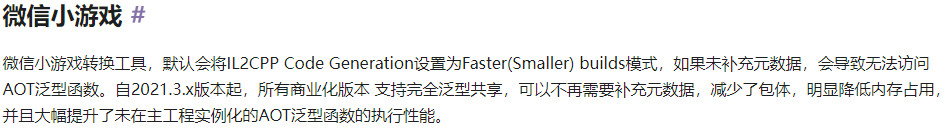 微信小游戏 #
微信小游戏转换工具，默认会将IL2CPP Code Generation设置为Faster(Smaller) builds模式，如果未补充元数据，会导致无法访问
AOT泛型函数。自2021.3.x版本起，所有商业化版本 支持完全泛型共享，可以不再需要补充元数据，减少了包体，明显降低内存占用，
并且大幅提升了未在主工程实例化的AOT泛型函数的执行性能。